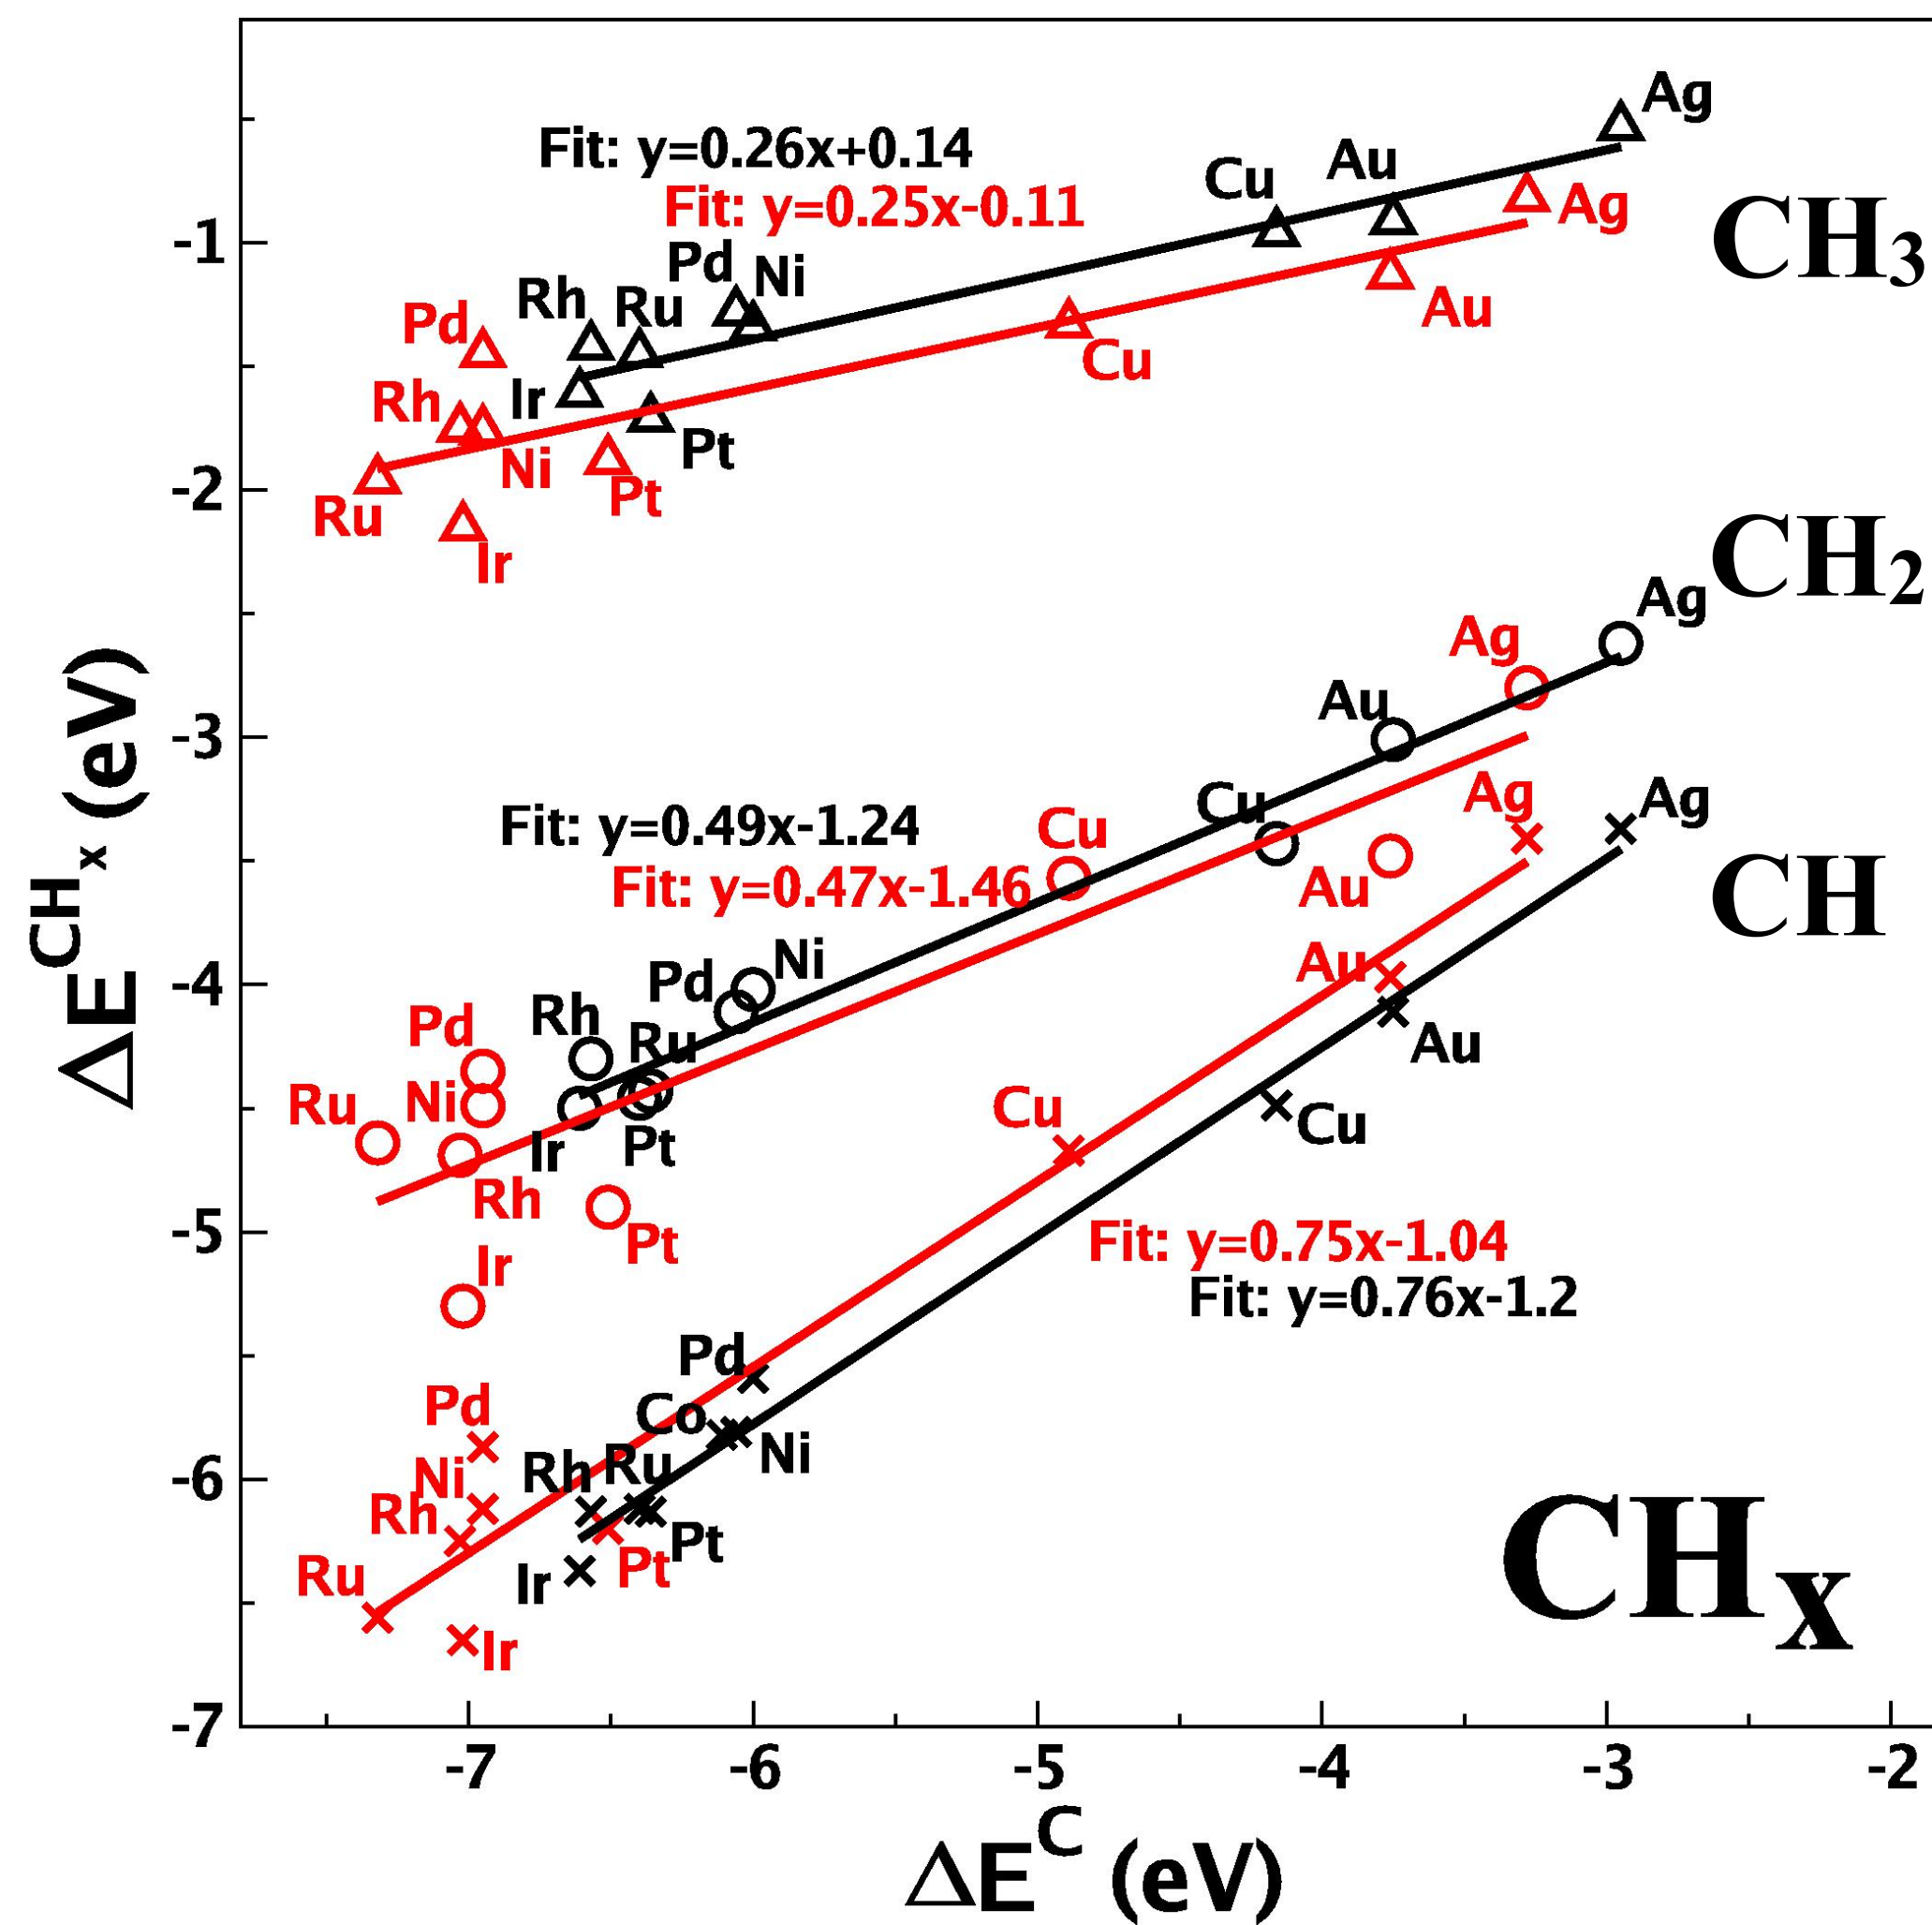 Ag
Fit: y=0.26x+0.14
Au
Cu
Fit: y=0.25x-0.11
Ag
CH3
-1
Pd
Ni
Rh
Ru
Au
Pd
Cu
Rh
Ir
Pt
Ni
-2
Pt
Ru
Ir
CH2
Ag
Ag
Au
-3
Cu
Ag
Ag
Fit: y=0.49x-1.24
Cu
Fit: y=0.47x-1.46
Au
CH
Au
Ni
Pd
-4
Rh
Pd
Ru
Au
Ru
Ni
Cu
Cu
Ir
Pt
Rh
-5
Pt
Fit: y=0.75x-1.04
Ir
Fit: y=0.76x-1.2
Pd
Pd
Co
Ni
Ni
Rh
Ru
-6
Rh
Pt
Ru
Ir
Pt
Ir
CHx
-7
ΔE^CHx (eV)
-7 -6 -5 -4 -3 -2
ΔE^C (eV)